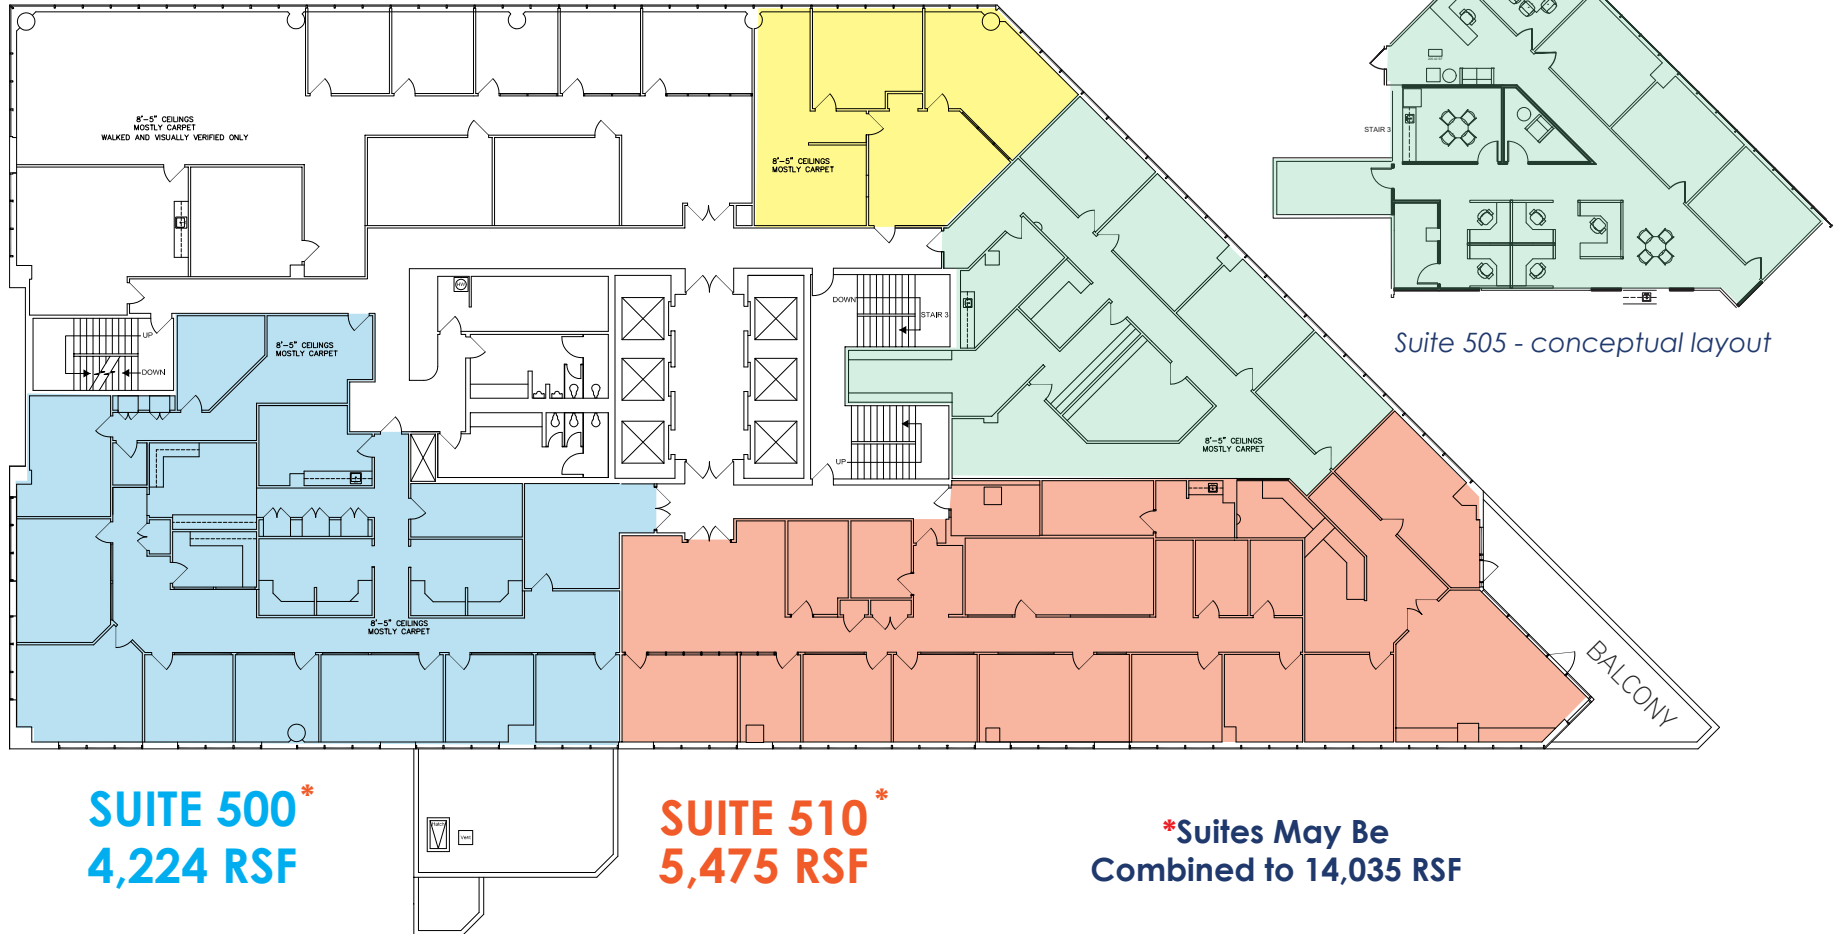 8'-5" CEILINGS
MOSTLY CARPET
WALKED AND VISUALLY VERIFIED ONLY
8'-5" CEILINGS
MOSTLY CARPET
STAIR 3
Suite 505 - conceptual layout
DOWN
STAIR 3
UP
DOWN
8'-5" CEILINGS
MOSTLY CARPET
8'-5" CEILINGS
MOSTLY CARPET
UP
8'-5" CEILINGS
MOSTLY CARPET
BALCONY
SUITE 500*
4,224 RSF
SUITE 510*
5,475 RSF
*Suites May Be
Combined to 14,035 RSF